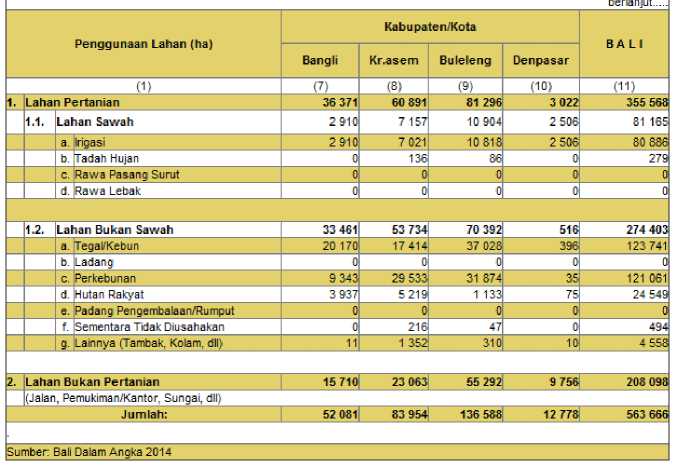 berlanjut.....
Penggunaan Lahan (ha) Kabupaten/Kota B A L I
Bangli Kr.asem Buleleng Denpasar
(1) (7) (8) (9) (10) (11)
1. Lahan Pertanian 36 371 60 891 81 296 3 022 355 568
1.1. Lahan Sawah 2 910 7 157 10 904 2 506 81 165
a. Irigasi 2 910 7 021 10 818 2 506 80 886
b. Tadah Hujan 0 136 86 0 279
c. Rawa Pasang Surut 0 0 0 0 0
d. Rawa Lebak 0 0 0 0 0
1.2. Lahan Bukan Sawah 33 461 53 734 70 392 516 274 403
a. Tegal/Kebun 20 170 17 414 37 028 396 123 741
b. Ladang 0 0 0 0 0
c. Perkebunan 9 343 29 533 31 874 35 121 061
d. Hutan Rakyat 3 937 5 219 1 133 75 24 549
e. Padang Pengembalaan/Rumput 0 0 0 0 0
f. Sementara Tidak Diusahakan 0 216 47 0 494
g. Lainnya (Tambak, Kolam, dll) 11 1 352 310 10 4 558
2. Lahan Bukan Pertanian 15 710 23 063 55 292 9 756 208 098
(Jalan, Pemukiman/Kantor, Sungai, dll)
Jumlah: 52 081 83 954 136 588 12 778 563 666
Sumber: Bali Dalam Angka 2014